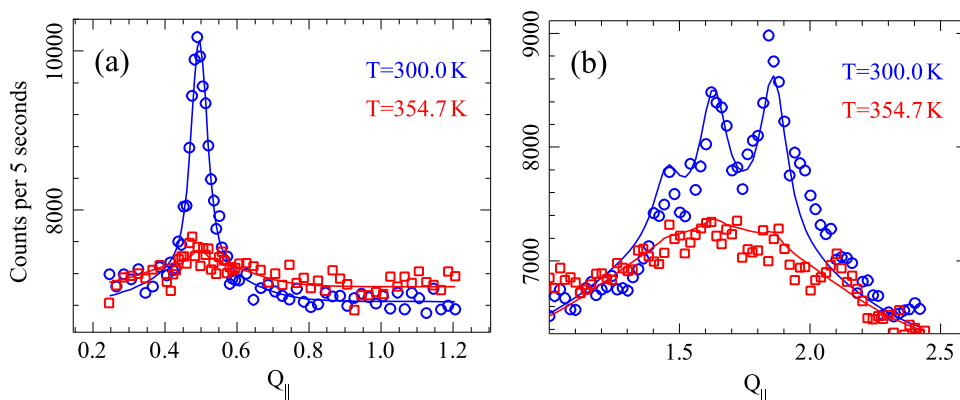 (a)
T=300.0 K
T=354.7 K
Counts per 5 seconds
10000
8000
0.2 0.4 0.6 0.8 1.0 1.2
Q||
(b)
T=300.0 K
T=354.7 K
9000
8000
7000
1.5 2.0 2.5
Q||